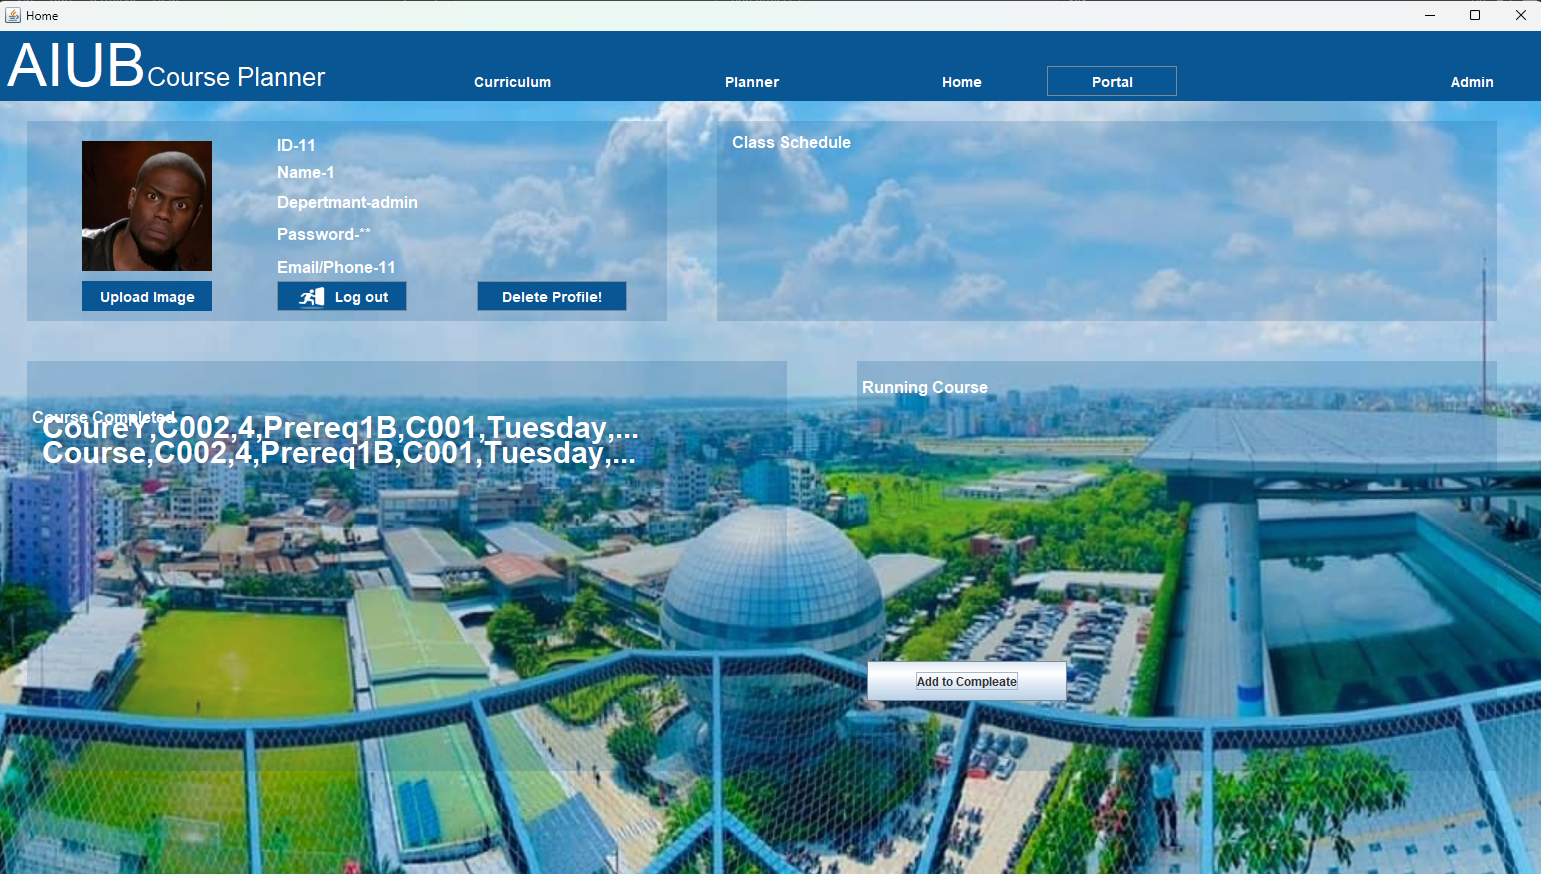 Home
AIUB Course Planner
Curriculum
Planner
Home
Portal
Admin
ID-11
Name-1
Depertmant-admin
Password-**
Email/Phone-11
Upload Image
Log out
Delete Profile!
Class Schedule
Course Completed
CoureY,C002,4,Prereq1B,C001,Tuesday,...
Course,C002,4,Prereq1B,C001,Tuesday,...
Running Course
Add to Compleate